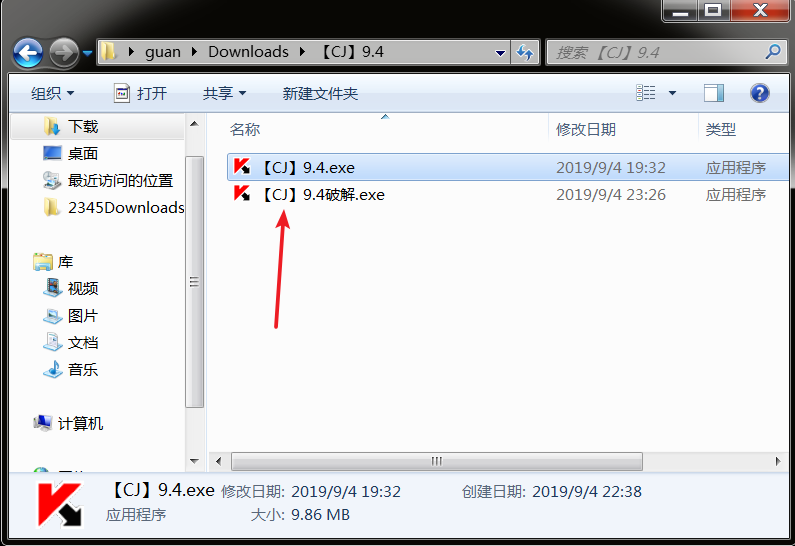 guan Downloads 【CJ】9.4 搜索【CJ】9.4
组织 打开 共享 新建文件夹
下载
桌面
最近访问的位置
2345Downloads
库
视频
图片
文档
音乐
计算机
名称 修改日期 类型
【CJ】9.4.exe 2019/9/4 19:32 应用程序
【CJ】9.4破解.exe 2019/9/4 23:26 应用程序
【CJ】9.4.exe 修改日期: 2019/9/4 19:32 创建日期: 2019/9/4 22:38
应用程序 大小: 9.86 MB